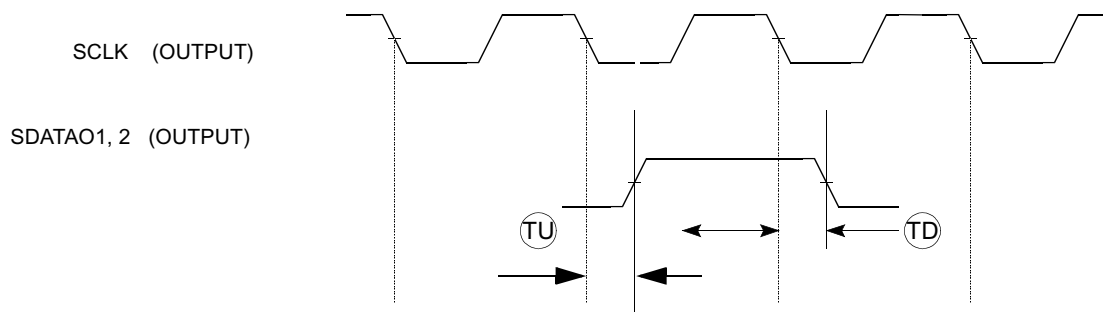 SCLK (OUTPUT)
SDATAO1, 2 (OUTPUT)
TU
TD